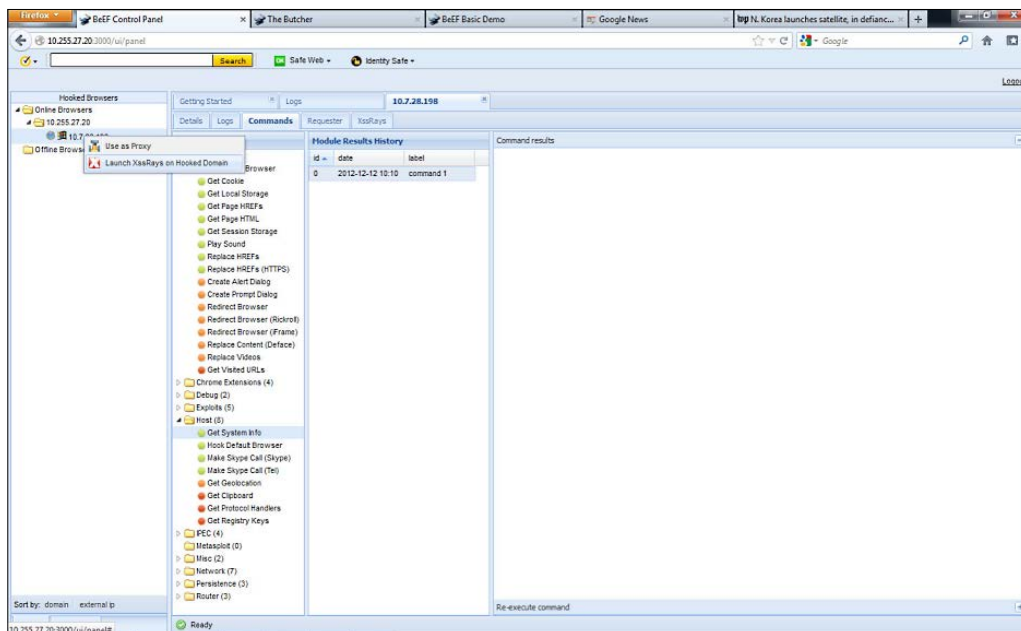 Firefox
BeEF Control Panel
The Butcher
BeEF Basic Demo
Google News
N. Korea launches satellite, in defianc...
10.255.27.20:3000/ui/panel
Google
Search
Safe Web
Identity Safe
Hooked Browsers
Online Browsers
10.255.27.20
Use as Proxy
Launch XssRays on Hooked Domain
Getting Started
Logs
10.7.28.198
Details
Logs
Commands
Requester
XssRays
Browser
Get Cookie
Get Local Storage
Get Page HREFs
Get Page HTML
Get Session Storage
Play Sound
Replace HREFs
Replace HREFs (HTTPS)
Create Alert Dialog
Create Prompt Dialog
Redirect Browser
Redirect Browser (Rickroll)
Redirect Browser (iFrame)
Replace Content (Deface)
Replace Videos
Get Visited URLs
Chrome Extensions (4)
Debug (2)
Exploits (5)
Host (8)
Get System Info
Hook Default Browser
Make Skype Call (Skype)
Make Skype Call (Tel)
Get Geolocation
Get Clipboard
Get Protocol Handlers
Get Registry Keys
IPEC (4)
Metasploit (0)
Misc (2)
Network (7)
Persistence (3)
Router (3)
Module Results History
id date label
0 2012-12-12 10:10 command 1
Command results
Re-execute command
Sort by: domain external ip
Ready
10.255.27.20:3000/ui/panel#